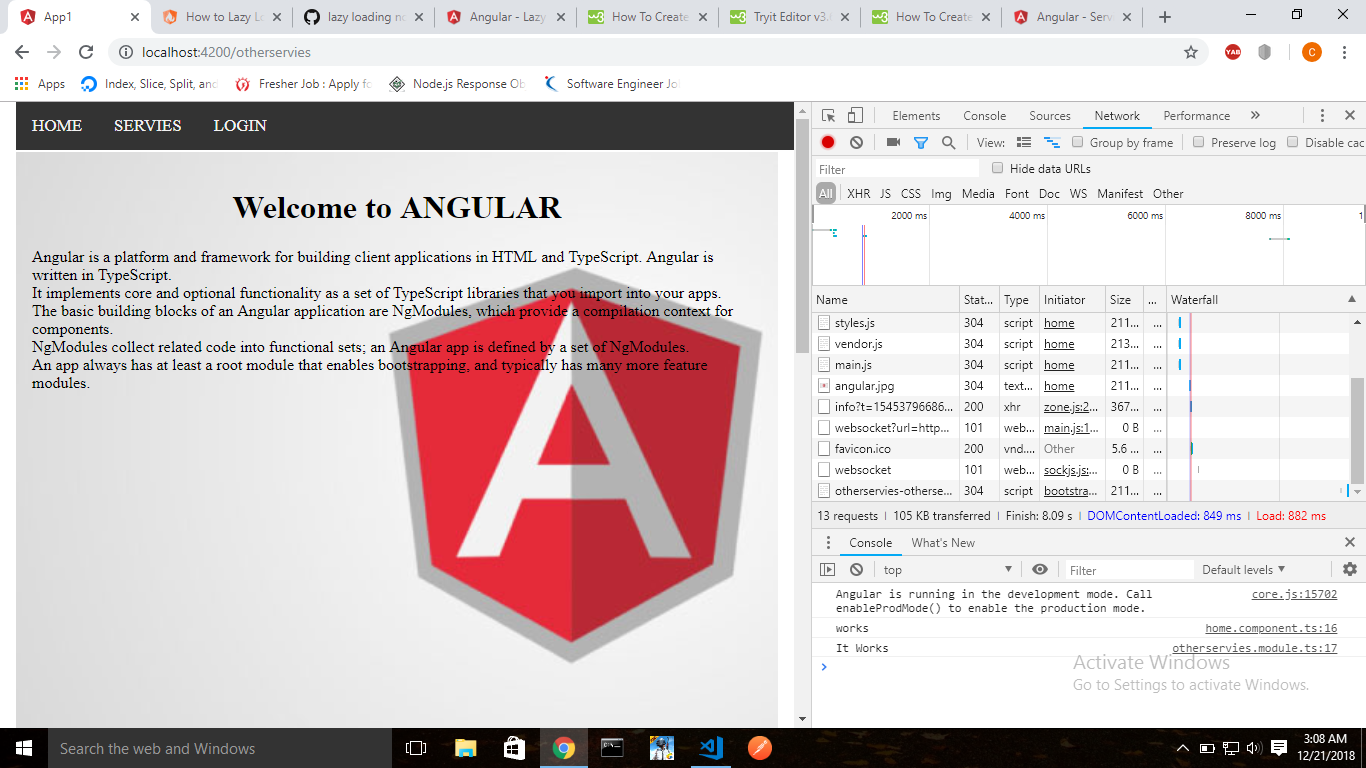 App1
How to Lazy Lo
lazy loading no
Angular - Lazy
How To Create
Tryit Editor v3.
How To Create
Angular - Serv
localhost:4200/otherservies
YAB
C
Apps
Index, Slice, Split, and
Fresher Job : Apply fo
Node.js Response Ob
Software Engineer Jo
HOME SERVIES LOGIN
Welcome to ANGULAR
Angular is a platform and framework for building client applications in HTML and TypeScript. Angular is
written in TypeScript.
It implements core and optional functionality as a set of TypeScript libraries that you import into your apps.
The basic building blocks of an Angular application are NgModules, which provide a compilation context for
components.
NgModules collect related code into functional sets; an Angular app is defined by a set of NgModules.
An app always has at least a root module that enables bootstrapping, and typically has many more feature
modules.
Elements Console Sources Network Performance »
View: Group by frame Preserve log Disable cac
Filter Hide data URLs
All XHR JS CSS Img Media Font Doc WS Manifest Other
2000 ms 4000 ms 6000 ms 8000 ms 1
Name Stat... Type Initiator Size ... Waterfall
styles.js 304 script home 211... ...
vendor.js 304 script home 213... ...
main.js 304 script home 211... ...
angular.jpg 304 text... home 211... ...
info?t=15453796686... 200 xhr zone.js:2... 367... ...
websocket?url=http... 101 web... main.js:1... 0 B ...
favicon.ico 200 vnd.... Other 5.6 ... ...
websocket 101 web... sockjs.js:... 0 B ...
otherservies-otherse... 304 script bootstra... 211... ...
13 requests | 105 KB transferred | Finish: 8.09 s | DOMContentLoaded: 849 ms | Load: 882 ms
Console What's New
top Filter Default levels
Angular is running in the development mode. Call core.js:15702
enableProdMode() to enable the production mode.
works home.component.ts:16
It Works otherservies.module.ts:17
Activate Windows
Go to Settings to activate Windows.
Search the web and Windows
3:08 AM
12/21/2018